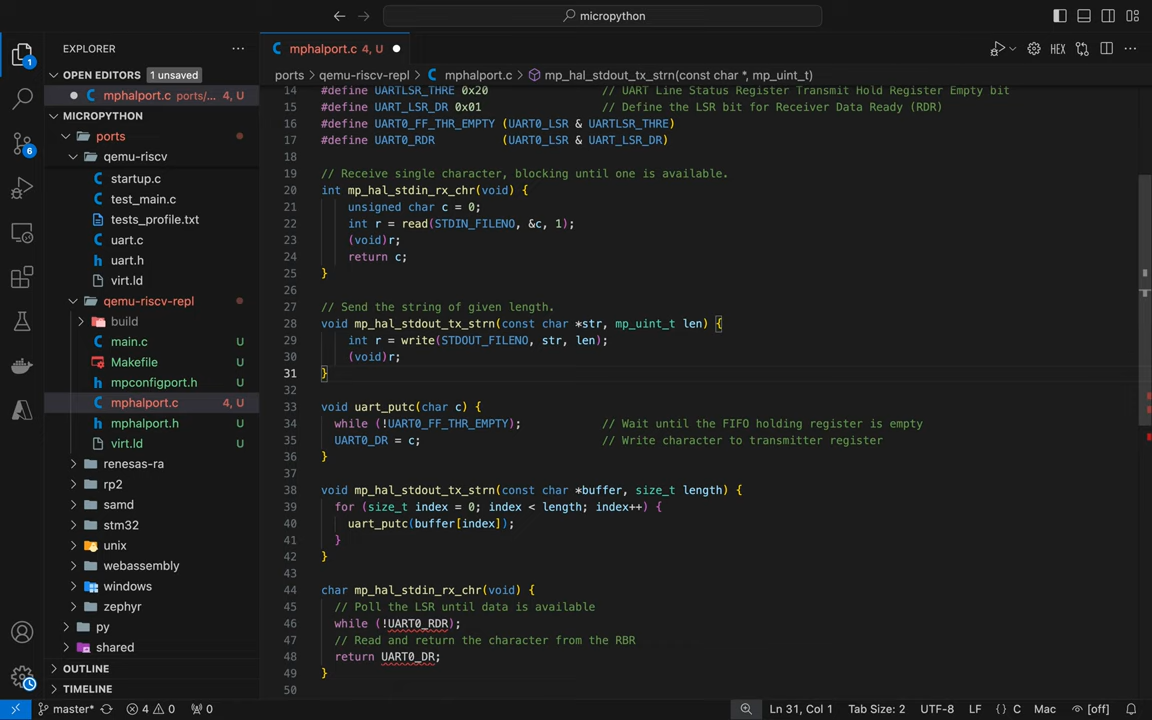 micropython
EXPLORER
OPEN EDITORS 1 unsaved
mphalport.c ports/... 4, U
MICROPYTHON
ports
qemu-riscv
startup.c
test_main.c
tests_profile.txt
uart.c
uart.h
virt.ld
qemu-riscv-repl
build
main.c U
Makefile U
mpconfigport.h U
mphalport.c 4, U
mphalport.h U
virt.ld U
renesas-ra
rp2
samd
stm32
unix
webassembly
windows
zephyr
py
shared
OUTLINE
TIMELINE
1
6
mphalport.c 4, U
HEX
ports > qemu-riscv-repl > mphalport.c > mp_hal_stdout_tx_strn(const char *, mp_uint_t)
14 #define UARTLSR_THRE 0x20 // UART Line Status Register Transmit Hold Register Empty bit
15 #define UART_LSR_DR 0x01 // Define the LSR bit for Receiver Data Ready (RDR)
16 #define UART0_FF_THR_EMPTY (UART0_LSR & UARTLSR_THRE)
17 #define UART0_RDR (UART0_LSR & UART_LSR_DR)
18
19 // Receive single character, blocking until one is available.
20 int mp_hal_stdin_rx_chr(void) {
21 unsigned char c = 0;
22 int r = read(STDIN_FILENO, &c, 1);
23 (void)r;
24 return c;
25 }
26
27 // Send the string of given length.
28 void mp_hal_stdout_tx_strn(const char *str, mp_uint_t len) {
29 int r = write(STDOUT_FILENO, str, len);
30 (void)r;
31 }
32
33 void uart_putc(char c) {
34 while (!UART0_FF_THR_EMPTY); // Wait until the FIFO holding register is empty
35 UART0_DR = c; // Write character to transmitter register
36 }
37
38 void mp_hal_stdout_tx_strn(const char *buffer, size_t length) {
39 for (size_t index = 0; index < length; index++) {
40 uart_putc(buffer[index]);
41 }
42 }
43
44 char mp_hal_stdin_rx_chr(void) {
45 // Poll the LSR until data is available
46 while (!UART0_RDR);
47 // Read and return the character from the RBR
48 return UART0_DR;
49 }
50
master* 4 0 0 Ln 31, Col 1 Tab Size: 2 UTF-8 LF {} C Mac [off]